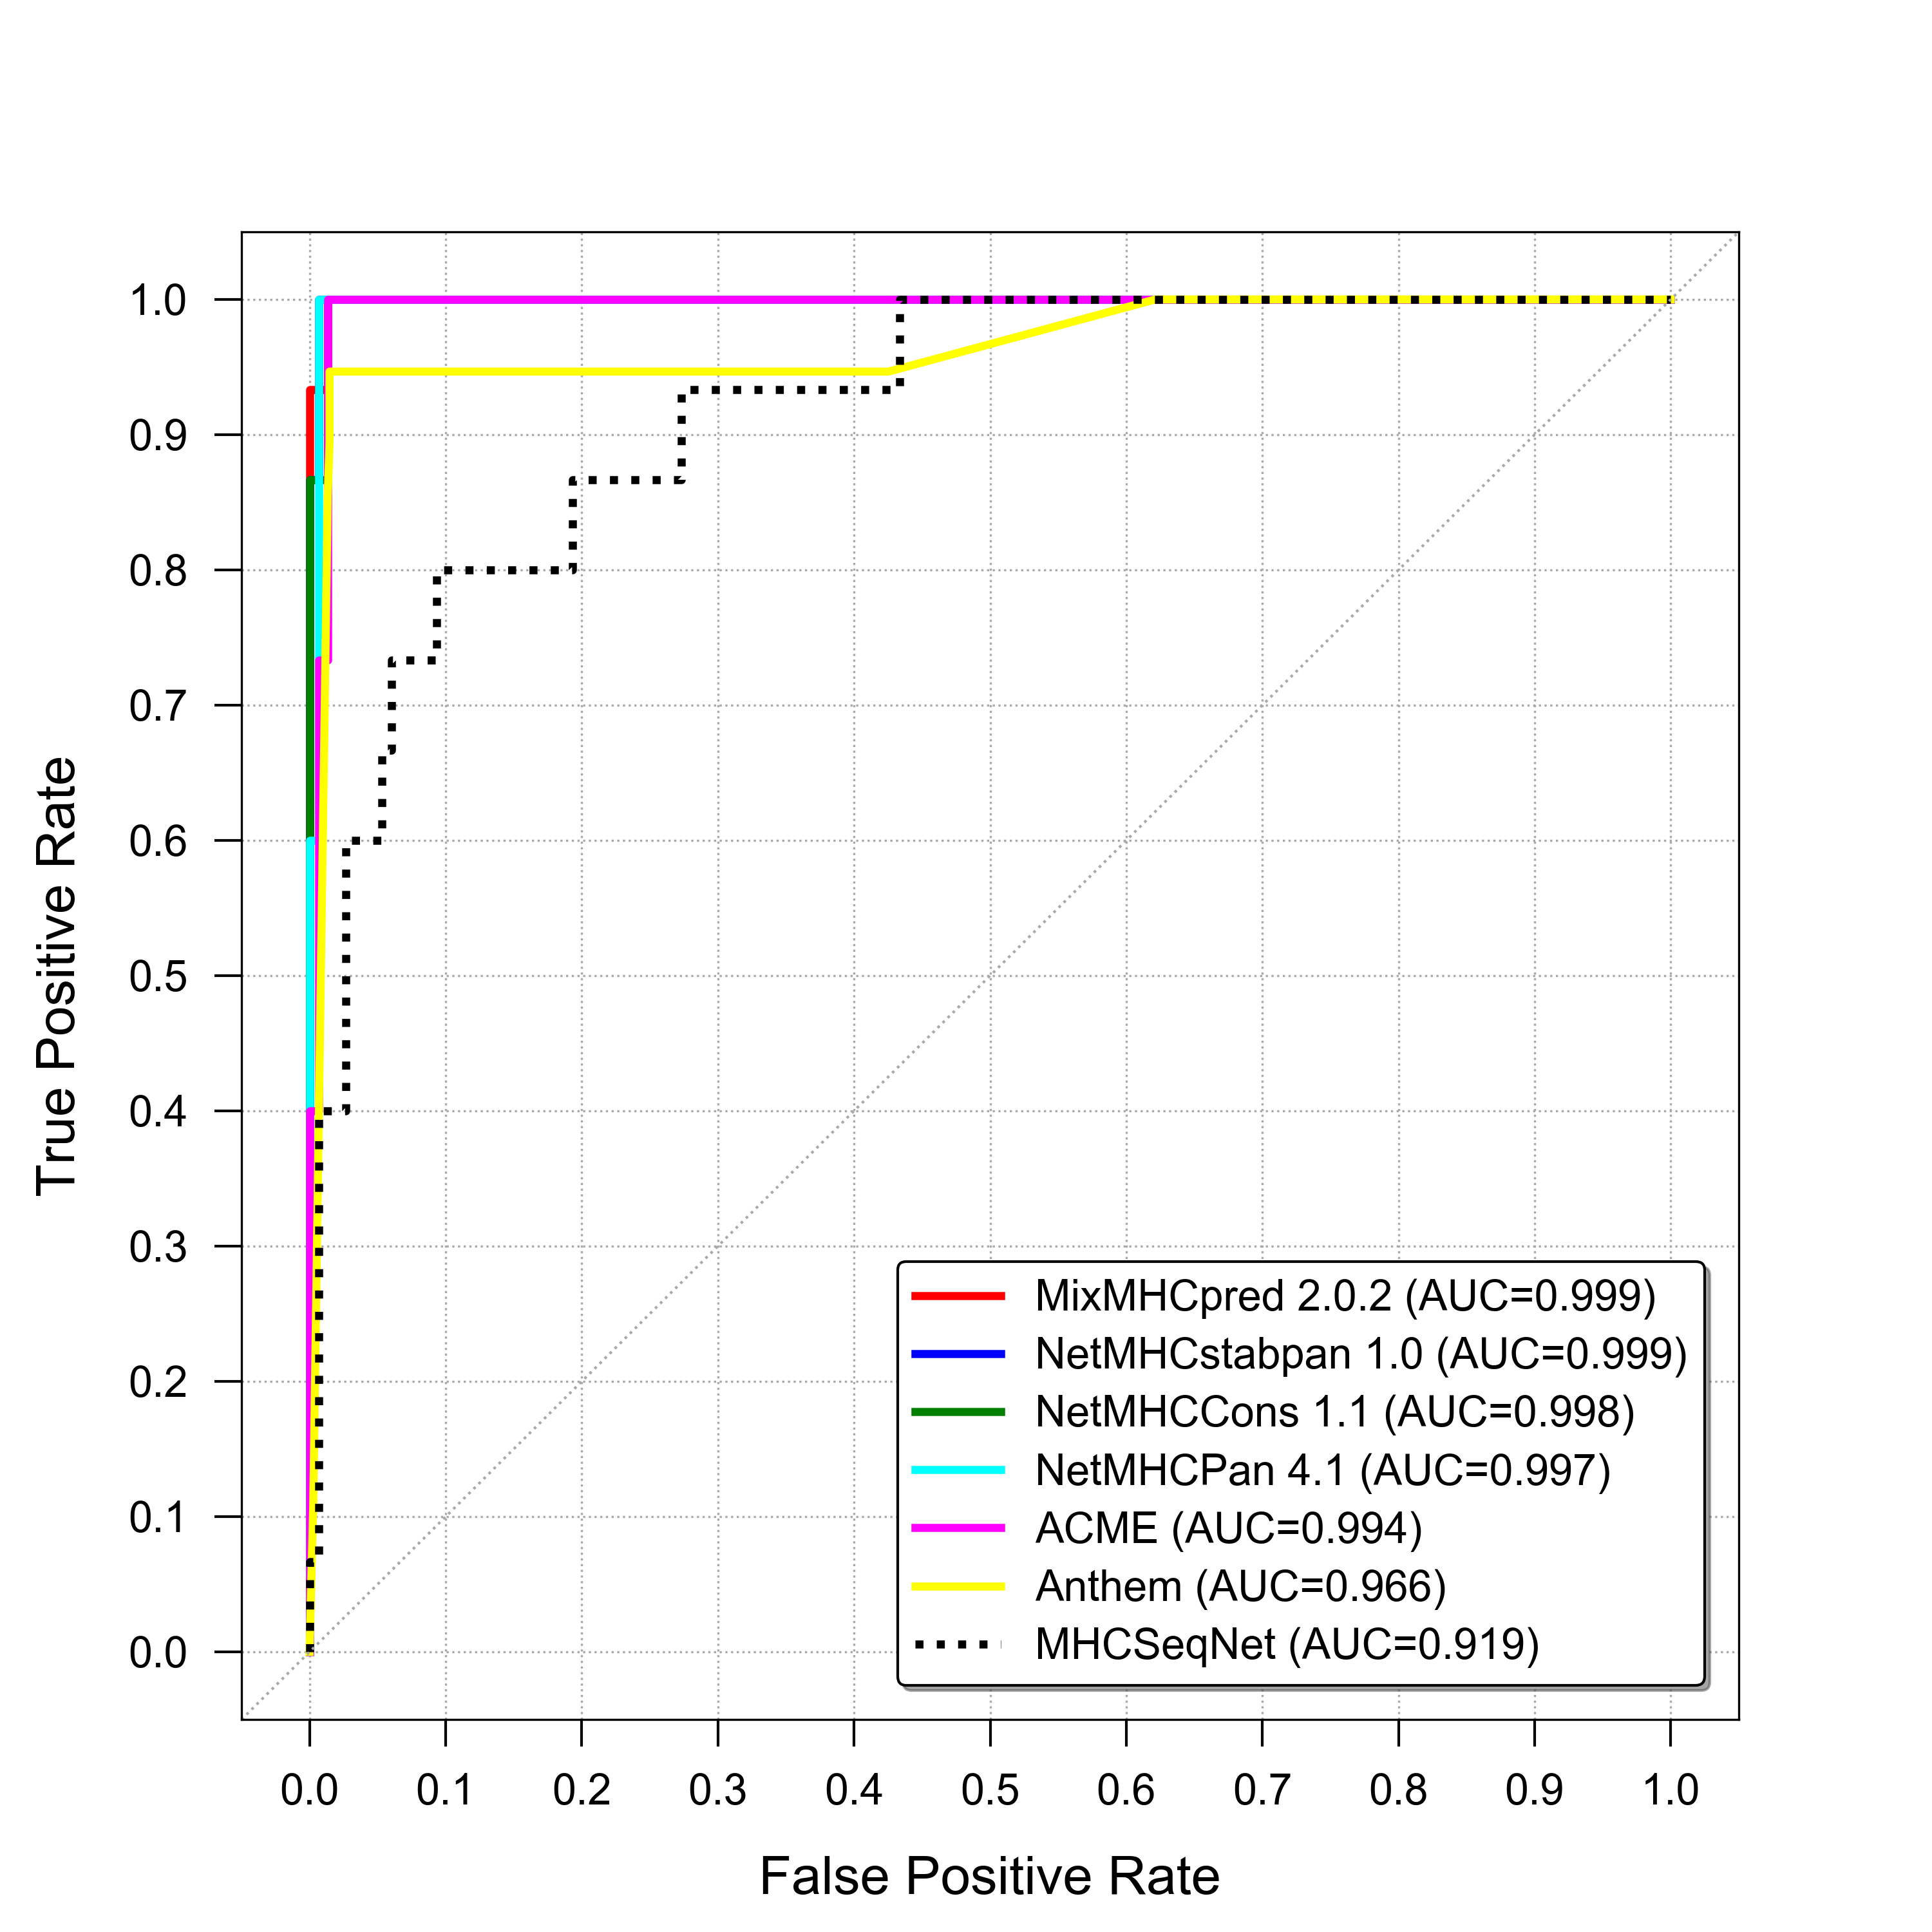 1.0
0.9
0.8
0.7
0.6
0.5
0.4
0.3
0.2
0.1
0.0
True Positive Rate
MixMHCpred 2.0.2 (AUC=0.999)
NetMHCstabpan 1.0 (AUC=0.999)
NetMHCCons 1.1 (AUC=0.998)
NetMHCPan 4.1 (AUC=0.997)
ACME (AUC=0.994)
Anthem (AUC=0.966)
MHCSeqNet (AUC=0.919)
0.0 0.1 0.2 0.3 0.4 0.5 0.6 0.7 0.8 0.9 1.0
False Positive Rate